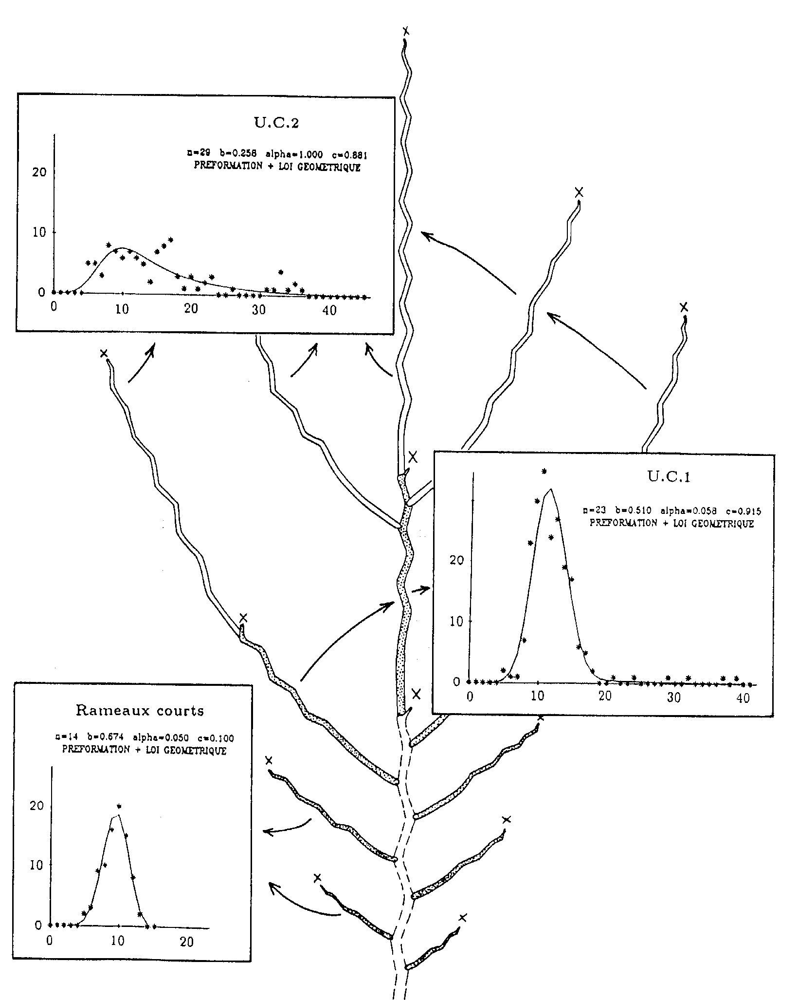 X
U.C.2
n=29 b=0.258 alpha=1.000 c=0.881
PREFORMATION + LOI GEOMETRIQUE
20
10
0
0 10 20 30 40
X
X
X
X
U.C.1
n=23 b=0.510 alpha=0.058 c=0.915
PREFORMATION + LOI GEOMETRIQUE
20
10
0
0 10 20 30 40
X
X
X
Rameaux courts
n=14 b=0.674 alpha=0.050 c=0.100
PREFORMATION + LOI GEOMETRIQUE
20
10
0
0 10 20
X
X
X
X
X